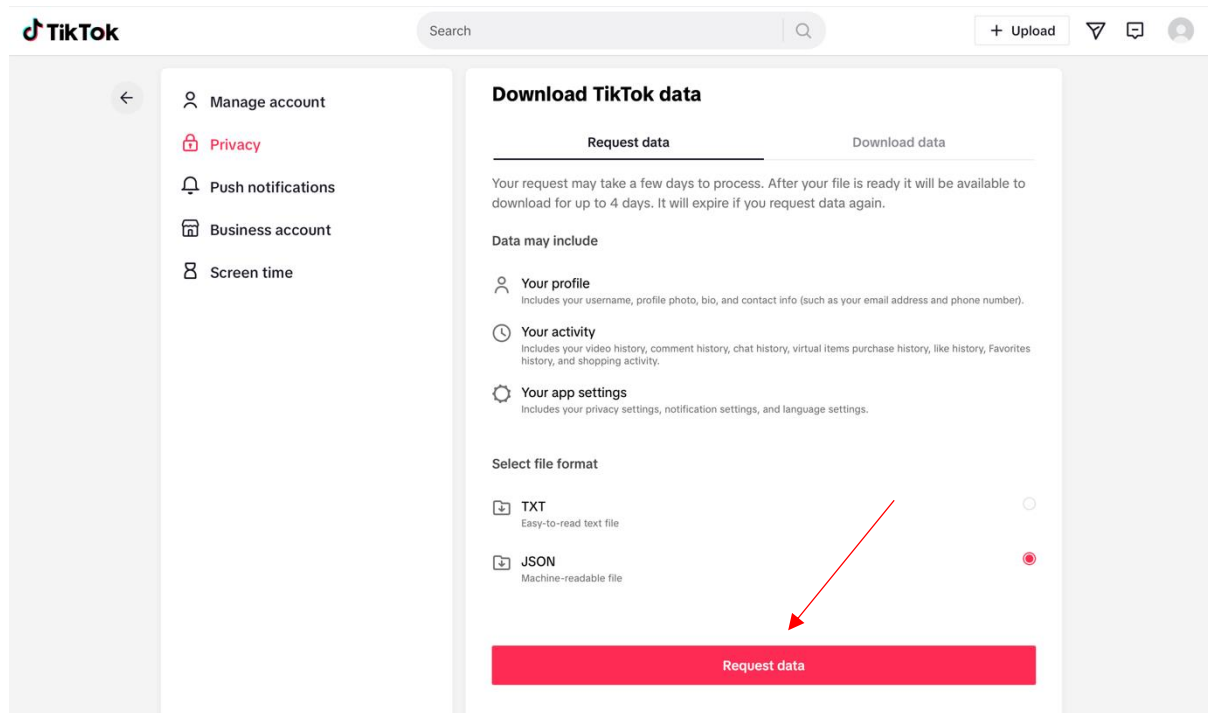 TikTok
Search
+ Upload
Manage account
Privacy
Push notifications
Business account
Screen time
Download TikTok data
Request data
Download data
Your request may take a few days to process. After your file is ready it will be available to
download for up to 4 days. It will expire if you request data again.
Data may include
Your profile
Includes your username, profile photo, bio, and contact info (such as your email address and phone number).
Your activity
Includes your video history, comment history, chat history, virtual items purchase history, like history, Favorites
history, and shopping activity.
Your app settings
Includes your privacy settings, notification settings, and language settings.
Select file format
TXT
Easy-to-read text file
JSON
Machine-readable file
Request data